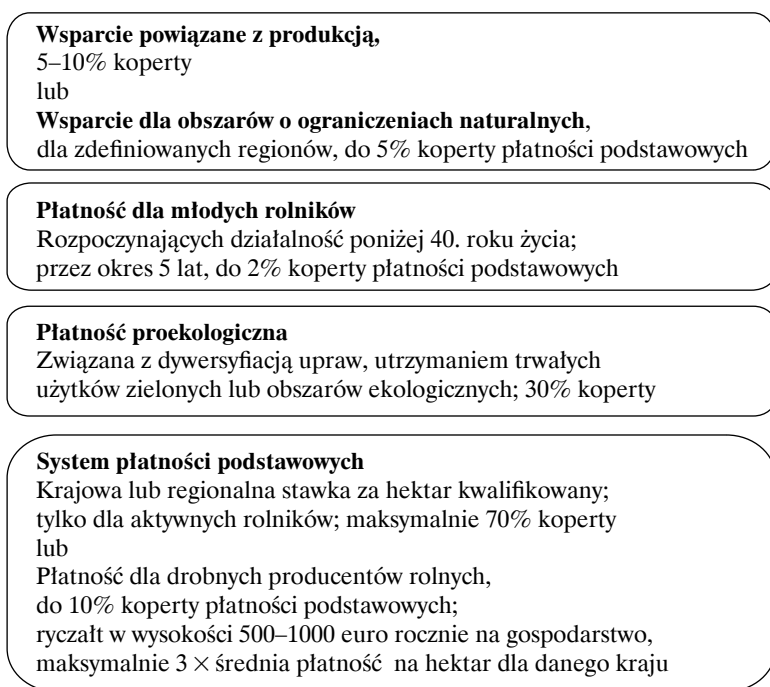 Wsparcie powiązane z produkcją,
5–10% koperty
lub
Wsparcie dla obszarów o ograniczeniach naturalnych,
dla zdefiniowanych regionów, do 5% koperty płatności podstawowych
Płatność dla młodych rolników
Rozpoczynających działalność poniżej 40. roku życia;
przez okres 5 lat, do 2% koperty płatności podstawowych
Płatność proekologiczna
Związana z dywersyfiacją upraw, utrzymaniem trwałych
użytków zielonych lub obszarów ekologicznych; 30% koperty
System płatności podstawowych
Krajowa lub regionalna stawka za hektar kwalifikowany;
tylko dla aktywnych rolników; maksymalnie 70% koperty
lub
Płatność dla drobnych producentów rolnych,
do 10% koperty płatności podstawowych;
ryczałt w wysokości 500–1000 euro rocznie na gospodarstwo,
maksymalnie 3 × średnia płatność na hektar dla danego kraju